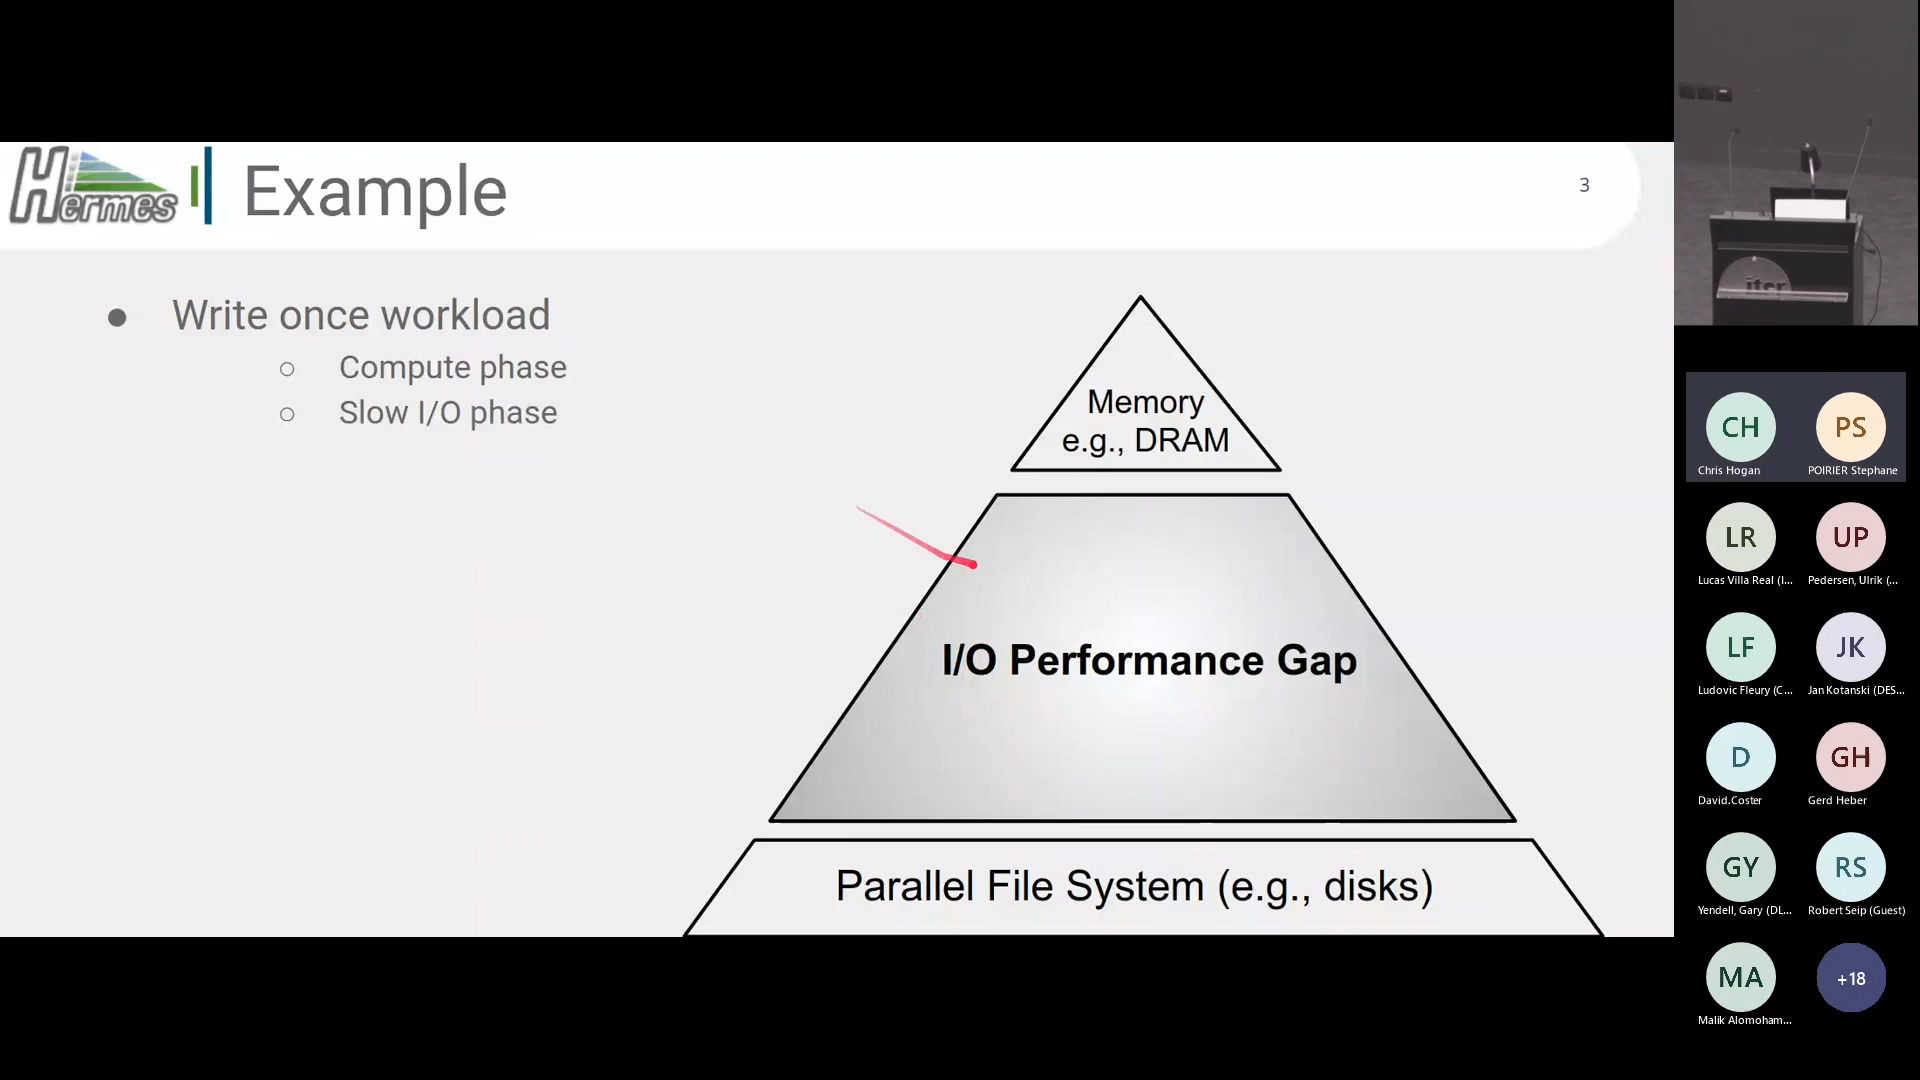 Hermes
Example
3
Write once workload
Compute phase
Slow I/O phase
Memory
e.g., DRAM
I/O Performance Gap
Parallel File System (e.g., disks)
iter
CH
PS
Chris Hogan
POIRIER Stephane
LR
UP
Lucas Villa Real (I...
Pedersen, Ulrik (...
LF
JK
Ludovic Fleury (C...
Jan Kotanski (DES...
D
GH
David.Coster
Gerd Heber
GY
RS
Yendell, Gary (DL...
Robert Seip (Guest)
MA
+18
Malik Alomoham...